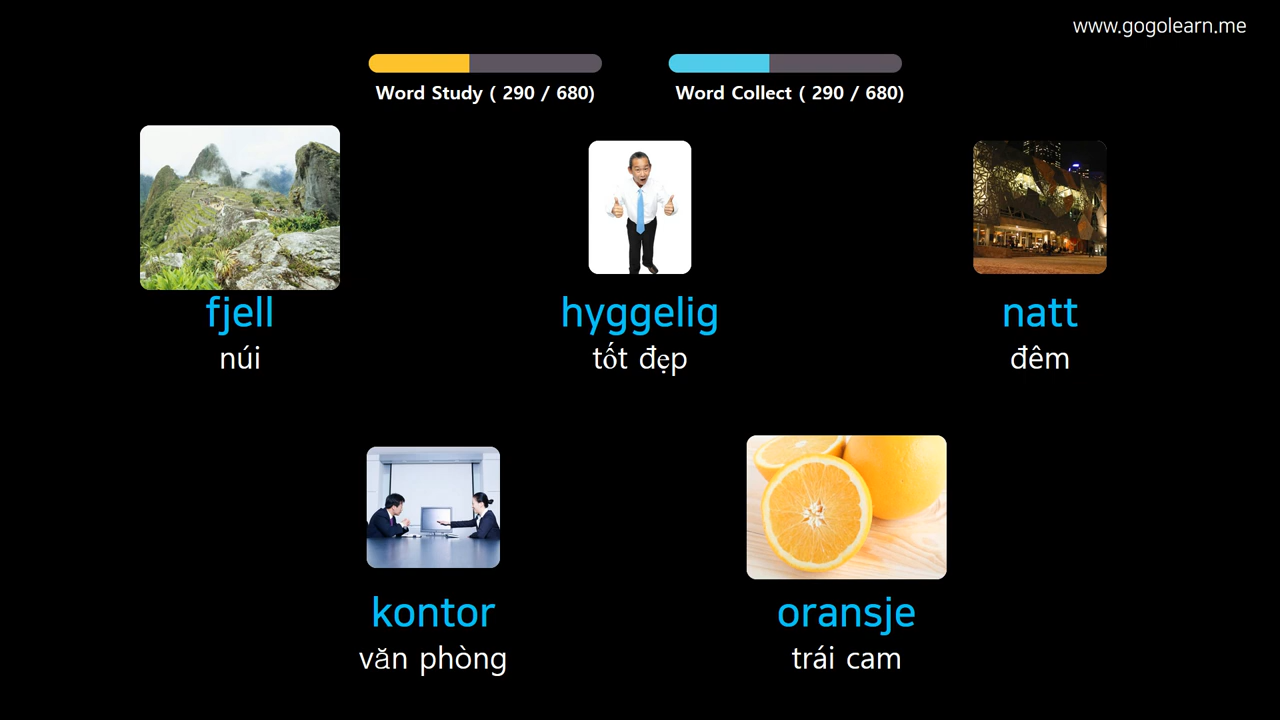 www.gogolearn.me
Word Study ( 290 / 680)
Word Collect ( 290 / 680)
fjell
núi
hyggelig
tốt đẹp
natt
đêm
kontor
văn phòng
oransje
trái cam